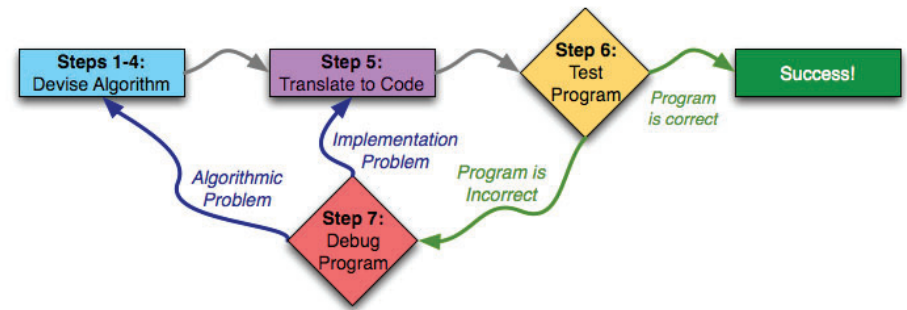 Steps 1-4:
Devise Algorithm
Step 5:
Translate to Code
Step 6:
Test
Program
Success!
Program
is correct
Implementation
Problem
Algorithmic
Problem
Program is
Incorrect
Step 7:
Debug
Program